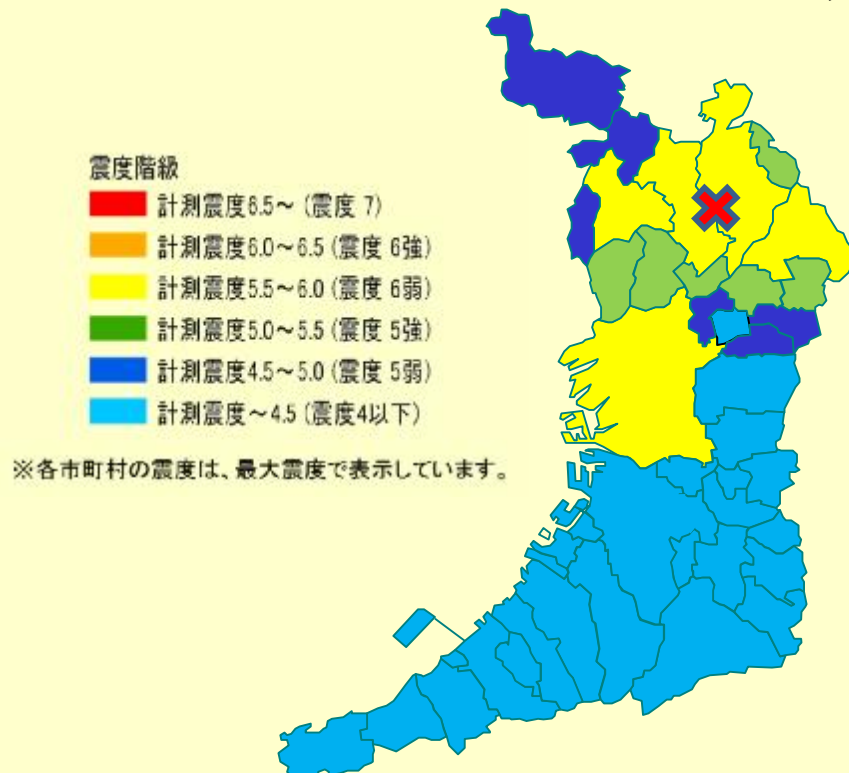 震度階級
計測震度6.5～ (震度 7)
計測震度6.0～6.5 (震度 6強)
計測震度5.5～6.0 (震度 6弱)
計測震度5.0～5.5 (震度 5強)
計測震度4.5～5.0 (震度 5弱)
計測震度～4.5 (震度4以下)
※各市町村の震度は、最大震度で表示しています。